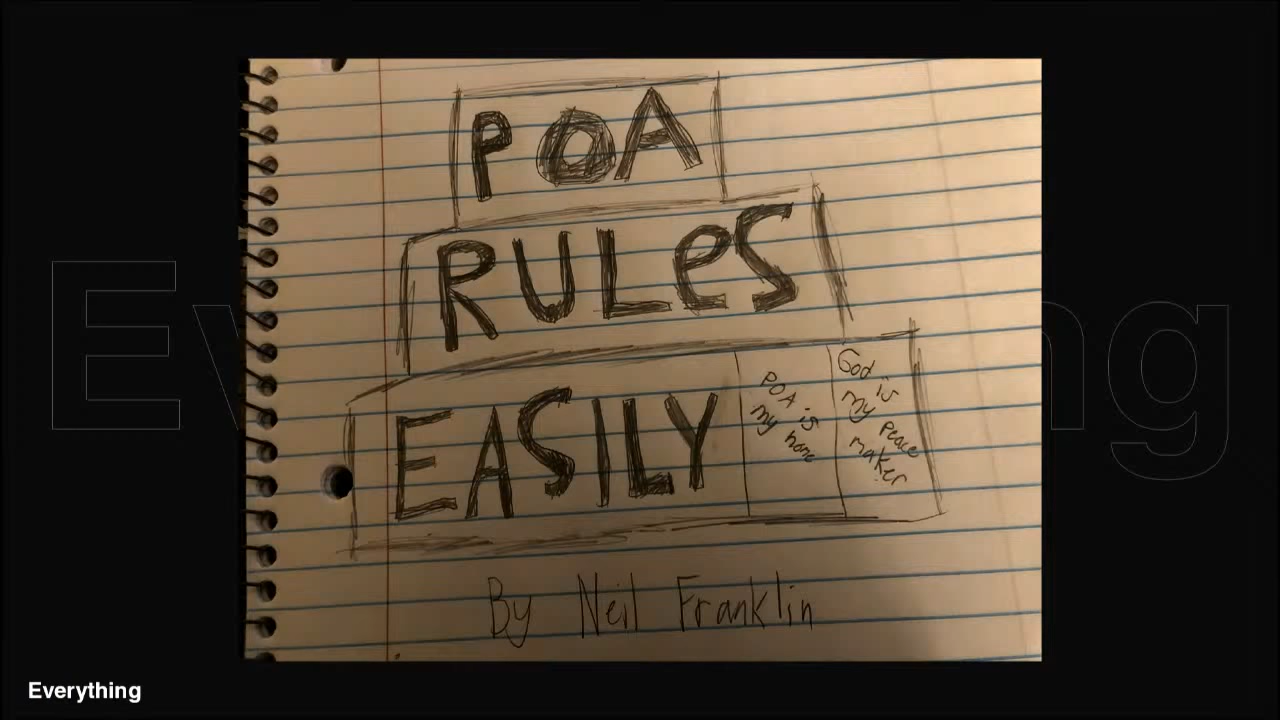 POA
RULeS
EASILY
POA is
my home
God is
my peace
maker
By Neil Franklin
Everything